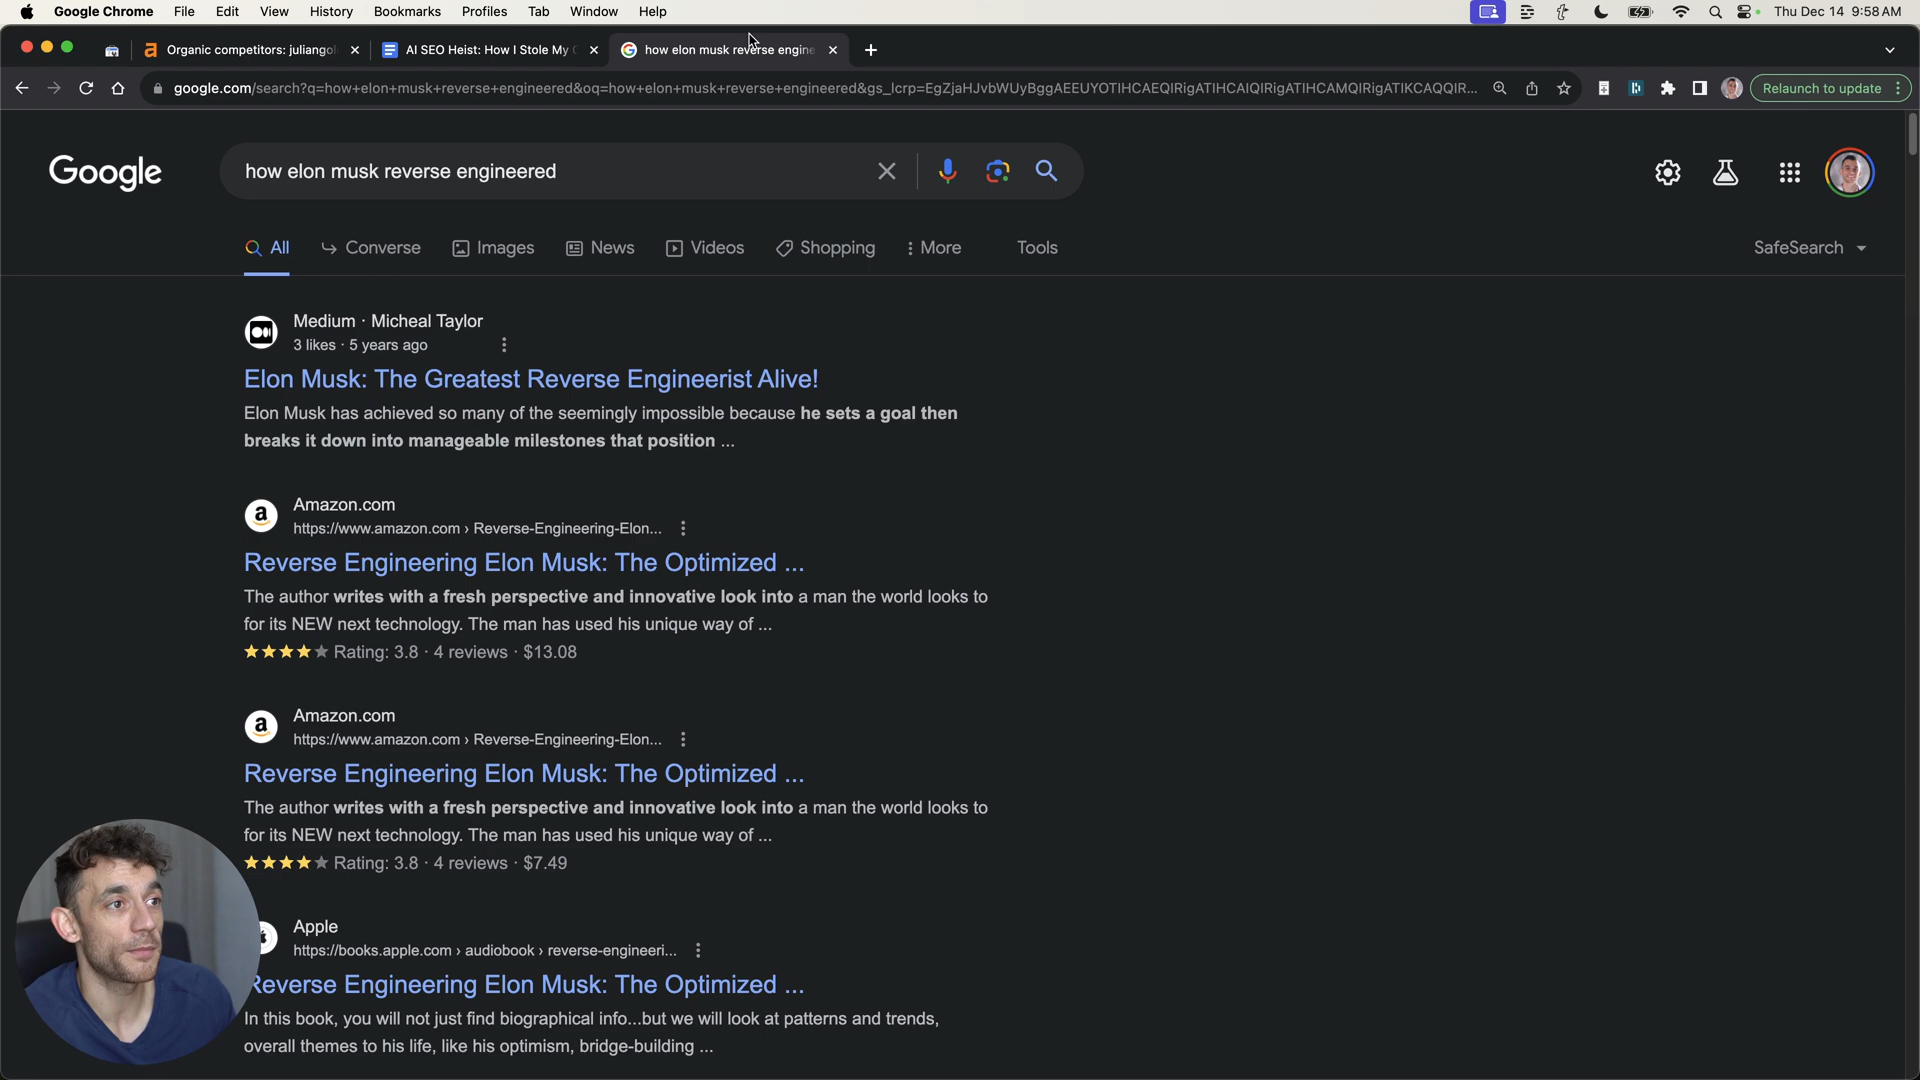 Google Chrome File Edit View History Bookmarks Profiles Tab Window Help Thu Dec 14 9:58 AM
Organic competitors: juliango AI SEO Heist: How I Stole My how elon musk reverse engine
google.com/search?q=how+elon+musk+reverse+engineered&oq=how+elon+musk+reverse+engineered&gs_lcrp=EgZjaHJvbWUyBggAEEUYOTIHCAEQIRigATIHCAIQIRigATIHCAMQIRigATIKCAQQIR... Relaunch to update
Google how elon musk reverse engineered
All Converse Images News Videos Shopping More Tools SafeSearch
Medium · Micheal Taylor
3 likes · 5 years ago
Elon Musk: The Greatest Reverse Engineerist Alive!
Elon Musk has achieved so many of the seemingly impossible because he sets a goal then
breaks it down into manageable milestones that position ...
Amazon.com
https://www.amazon.com › Reverse-Engineering-Elon...
Reverse Engineering Elon Musk: The Optimized ...
The author writes with a fresh perspective and innovative look into a man the world looks to
for its NEW next technology. The man has used his unique way of ...
Rating: 3.8 · 4 reviews · $13.08
Amazon.com
https://www.amazon.com › Reverse-Engineering-Elon...
Reverse Engineering Elon Musk: The Optimized ...
The author writes with a fresh perspective and innovative look into a man the world looks to
for its NEW next technology. The man has used his unique way of ...
Rating: 3.8 · 4 reviews · $7.49
Apple
https://books.apple.com › audiobook › reverse-engineeri...
Reverse Engineering Elon Musk: The Optimized ...
In this book, you will not just find biographical info...but we will look at patterns and trends,
overall themes to his life, like his optimism, bridge-building ...